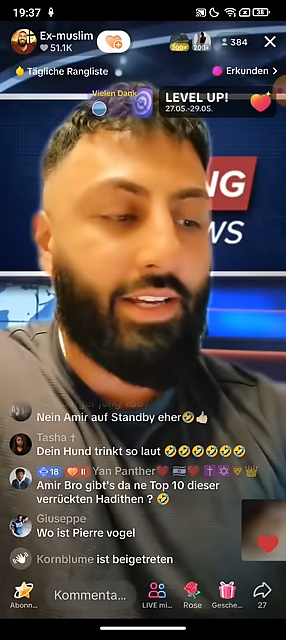 19:37
38
Ex-muslim
51.1K
200+
200+
384
Tägliche Rangliste
Erkunden >
Vielen Dank
LEVEL UP!
27.05.-29.05.
NG
WS
Nein Amir auf Standby eher🤣👍🏻
Tasha ✝
Dein Hund trinkt so laut 🤣🤣🤣🤣🤣🤣
18 Yan Panther
Amir Bro gibt's da ne Top 10 dieser
verrückten Hadithen ? 🤣
Giuseppe
Wo ist Pierre vogel
Kornblume ist beigetreten
Abonn...
Kommenta...
LIVE mi...
Rose
Gesche...
27